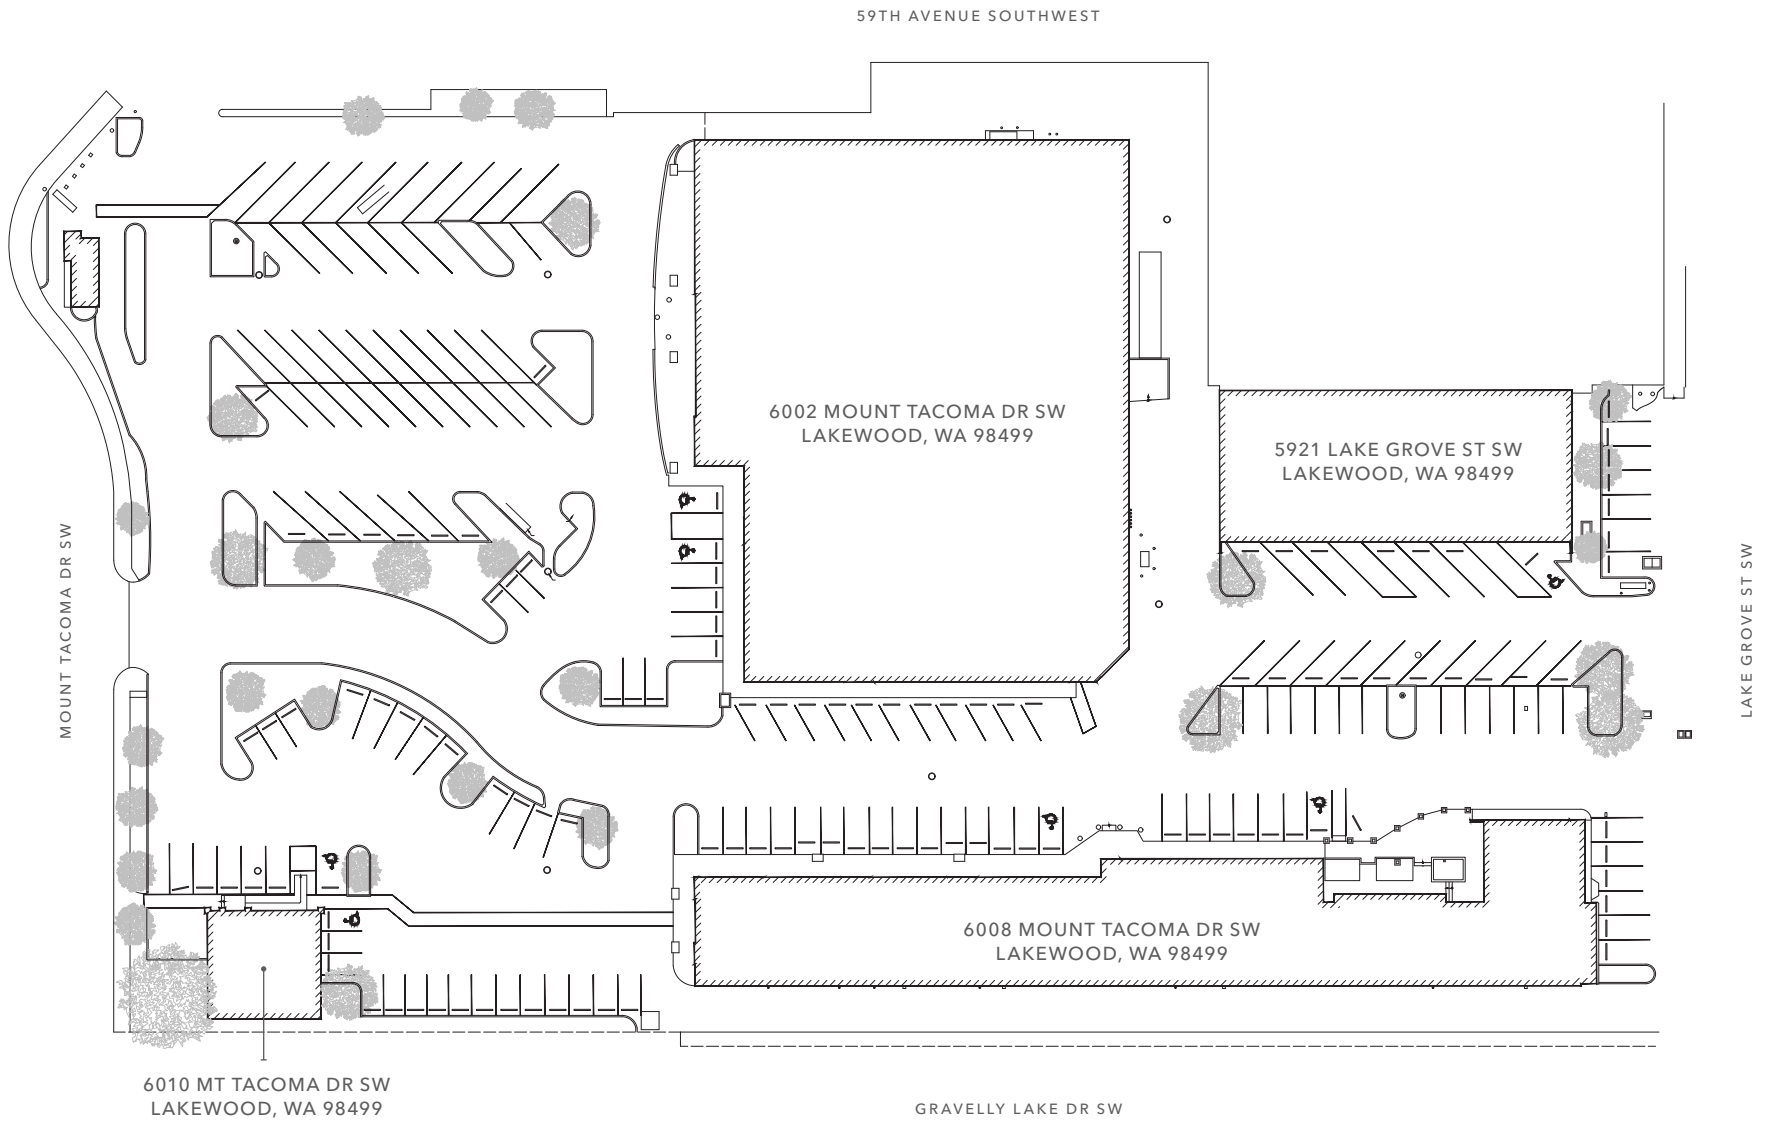 59TH AVENUE SOUTHWEST
6002 MOUNT TACOMA DR SW
LAKEWOOD, WA 98499
5921 LAKE GROVE ST SW
LAKEWOOD, WA 98499
MOUNT TACOMA DR SW
LAKE GROVE ST SW
6008 MOUNT TACOMA DR SW
LAKEWOOD, WA 98499
6010 MT TACOMA DR SW
LAKEWOOD, WA 98499
GRAVELLY LAKE DR SW